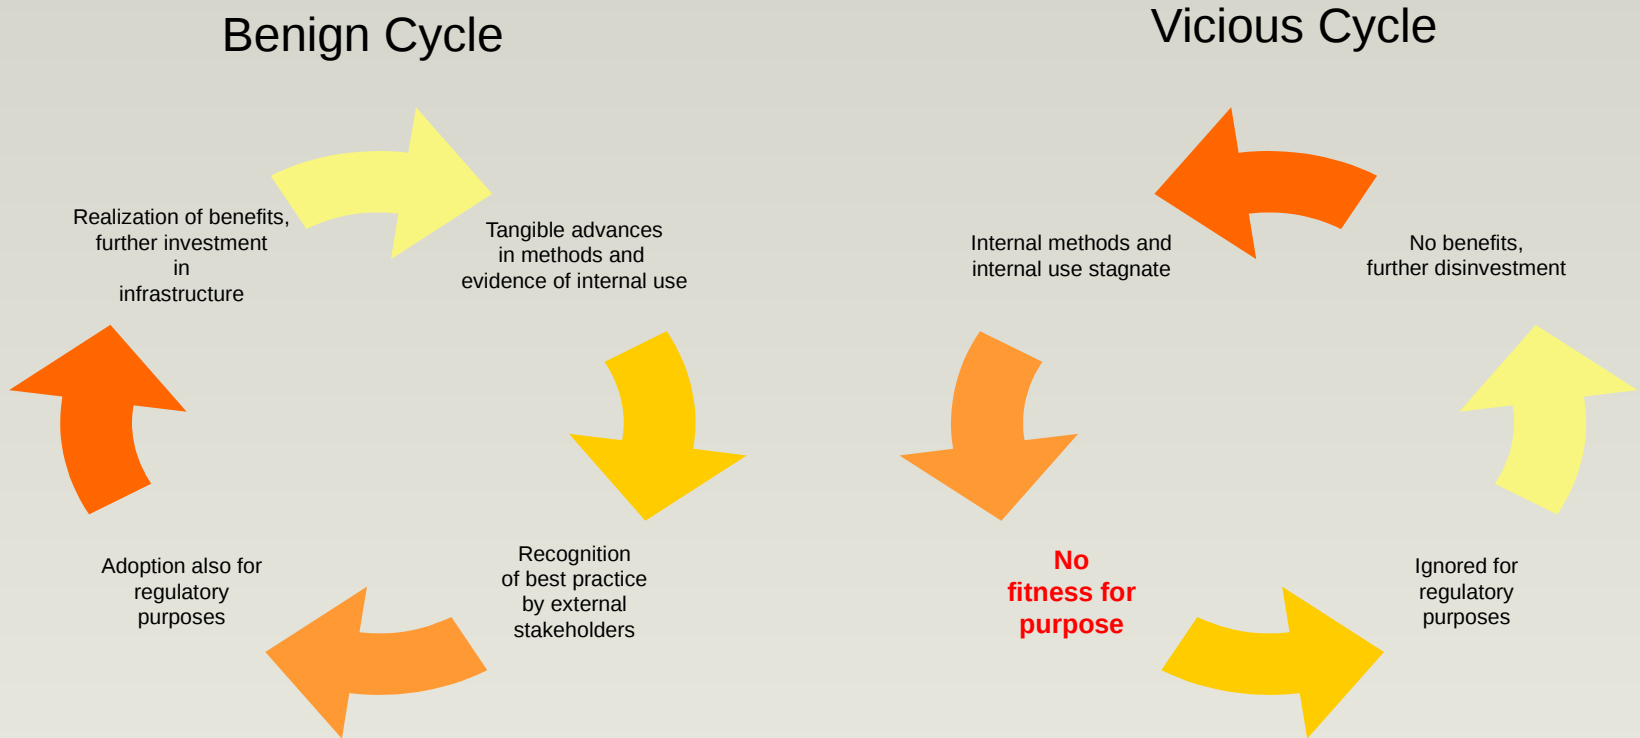 Benign Cycle
Realization of benefits,
further investment
in
infrastructure
Tangible advances
in methods and
evidence of internal use
Recognition
of best practice
by external
stakeholders
Adoption also for
regulatory
purposes
Vicious Cycle
Internal methods and
internal use stagnate
No benefits,
further disinvestment
No
fitness for
purpose
Ignored for
regulatory
purposes